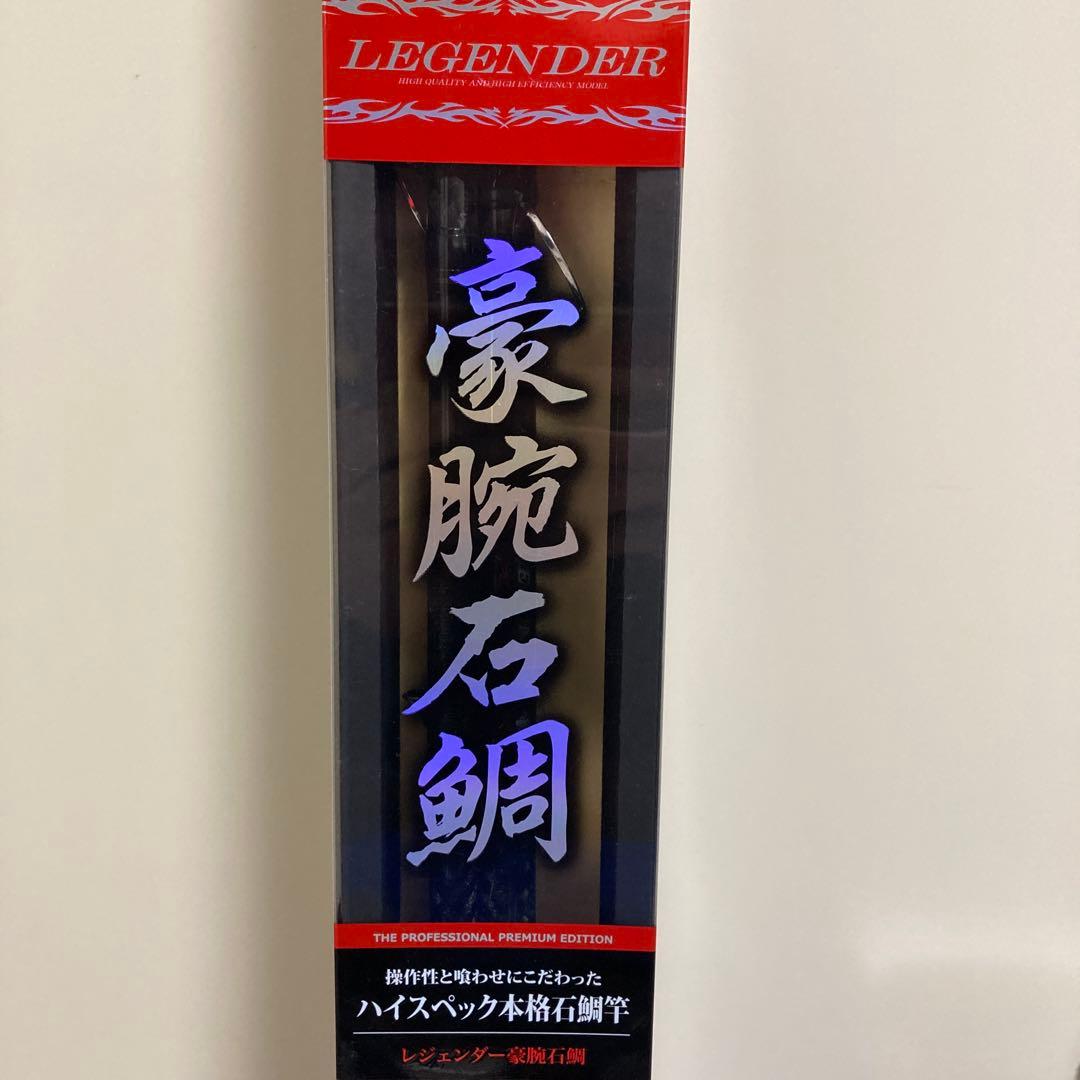 LEGENDER
HIGH QUALITY AND HIGH EFFICIENCY MODEL
豪腕石鯛
THE PROFESSIONAL PREMIUM EDITION
操作性と喰わせにこだわった
ハイスペック本格石鯛竿
レジェンダー豪腕石鯛